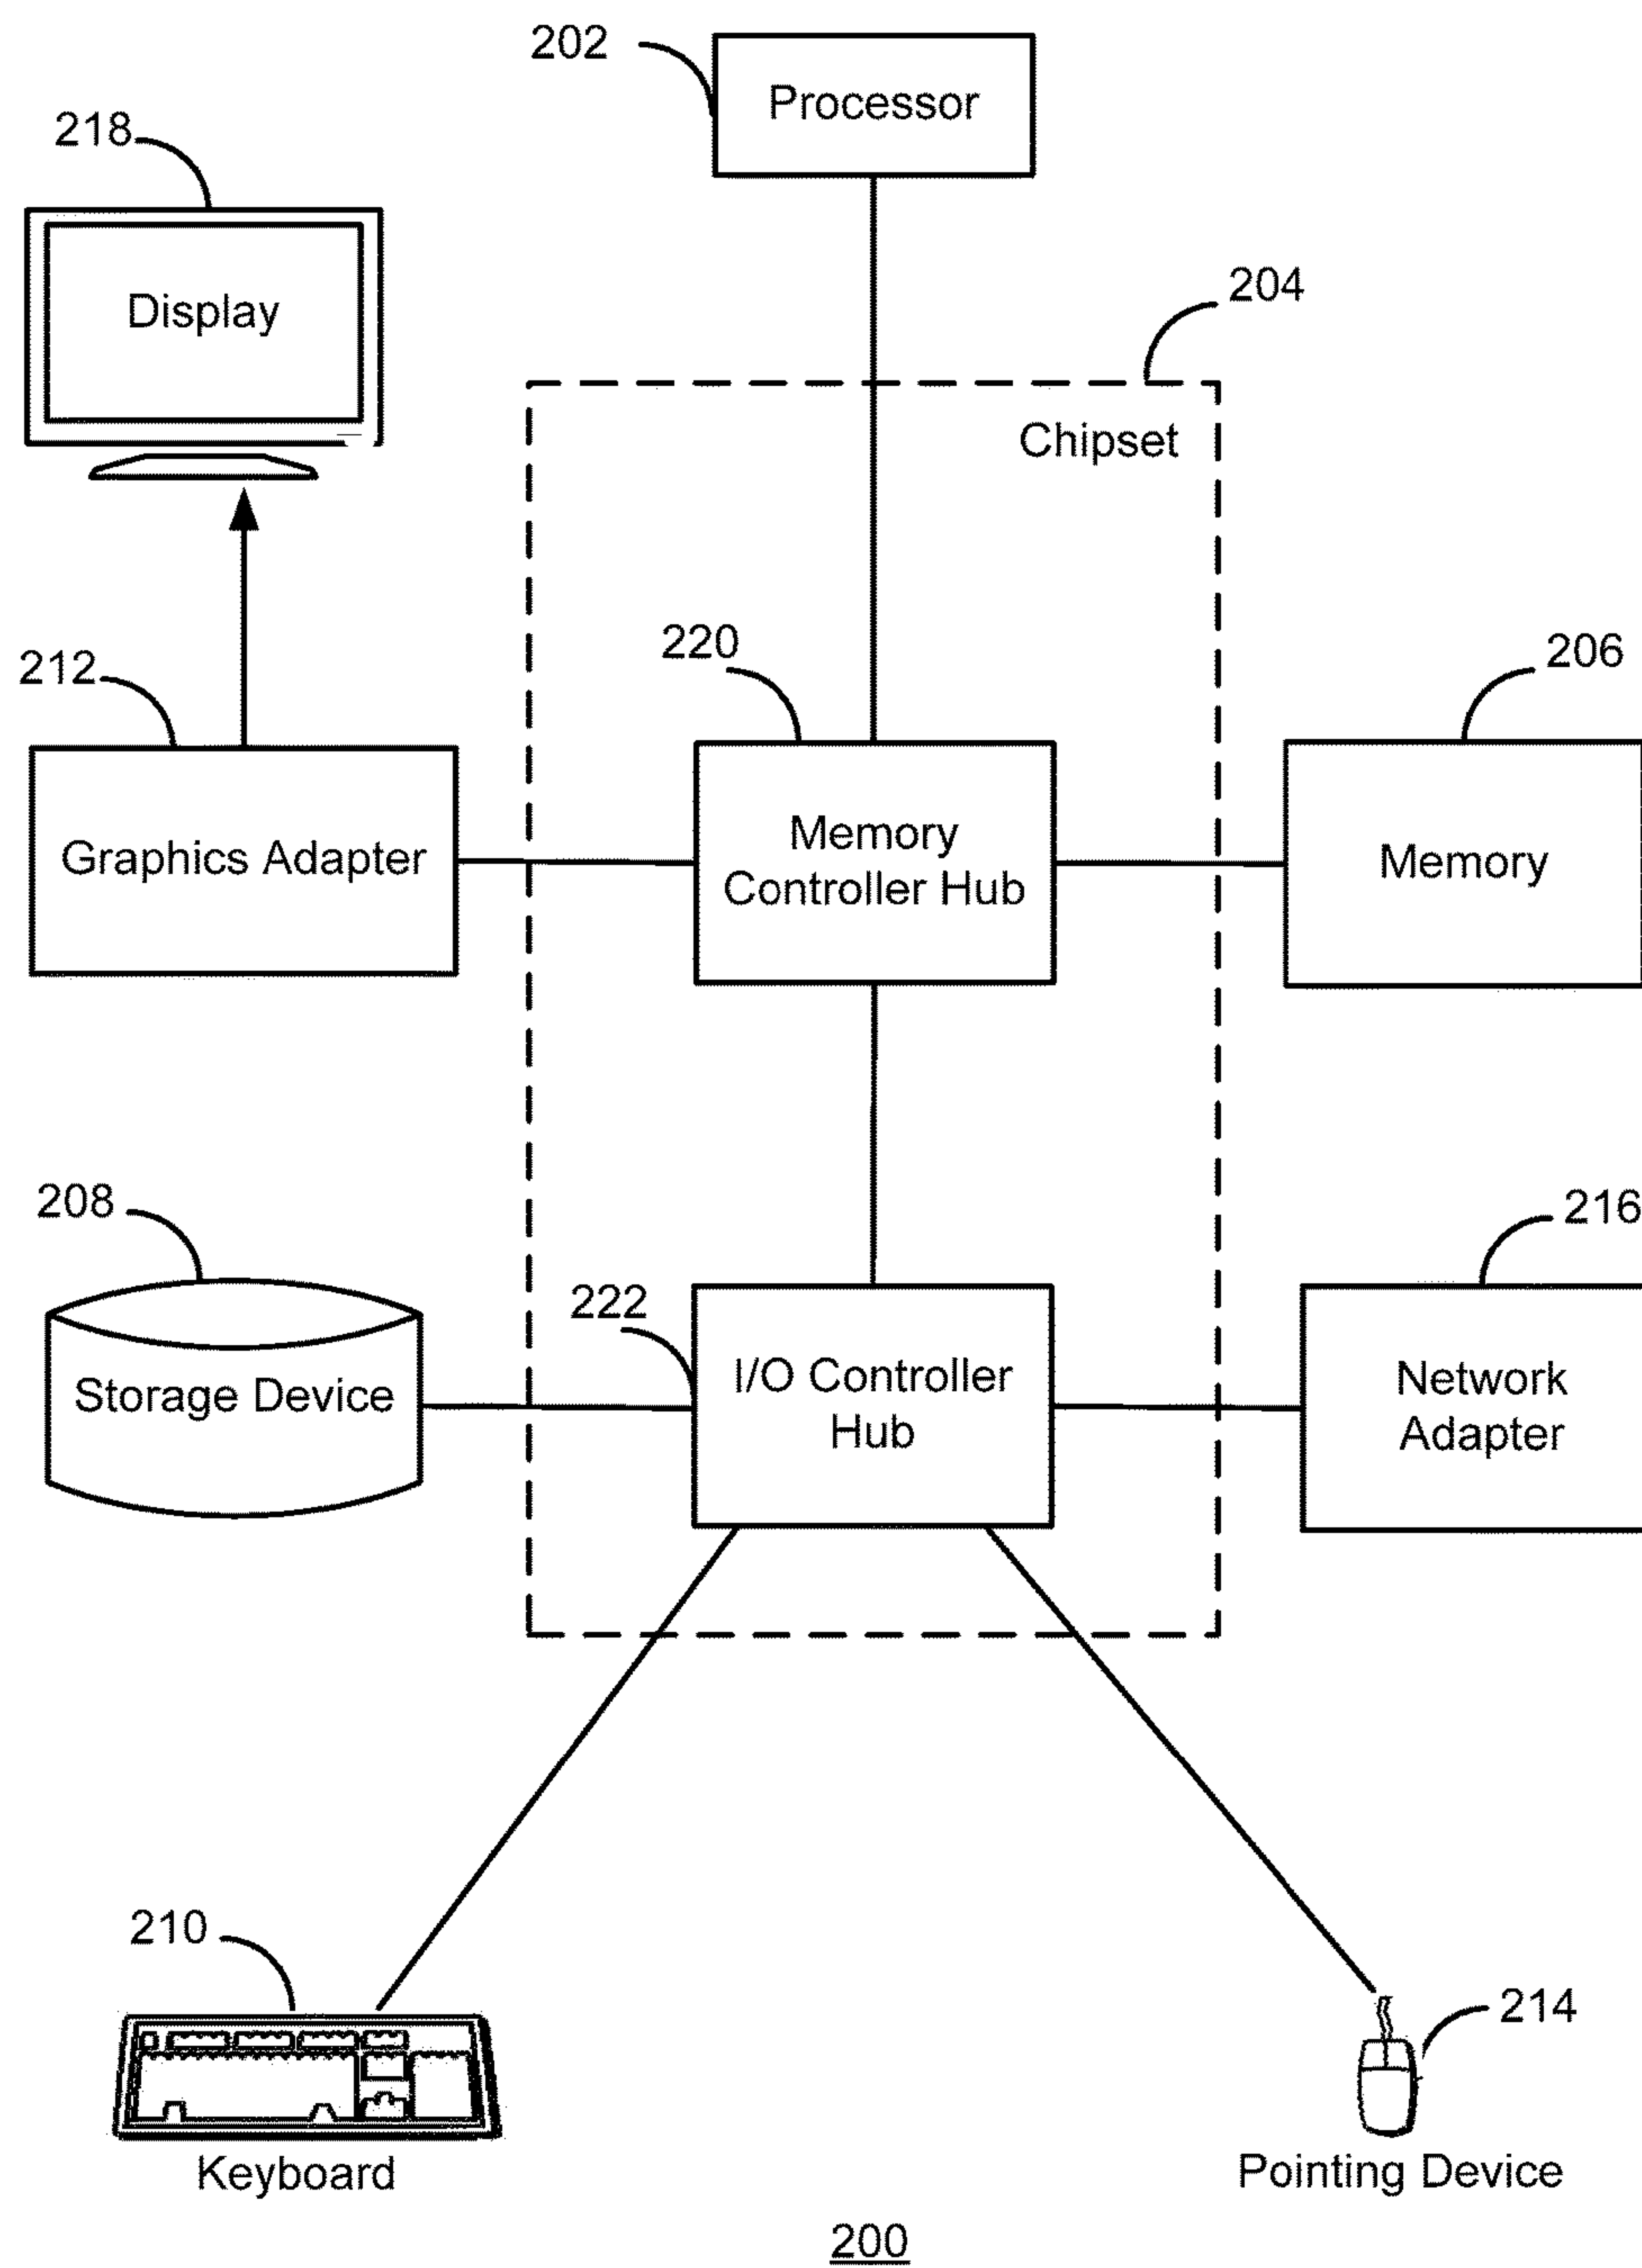 202
Processor
218
Display
204
Chipset
212
220
206
Graphics Adapter
Memory
Controller Hub
Memory
208
216
222
Storage Device
I/O Controller
Hub
Network
Adapter
210
214
Keyboard
Pointing Device
200